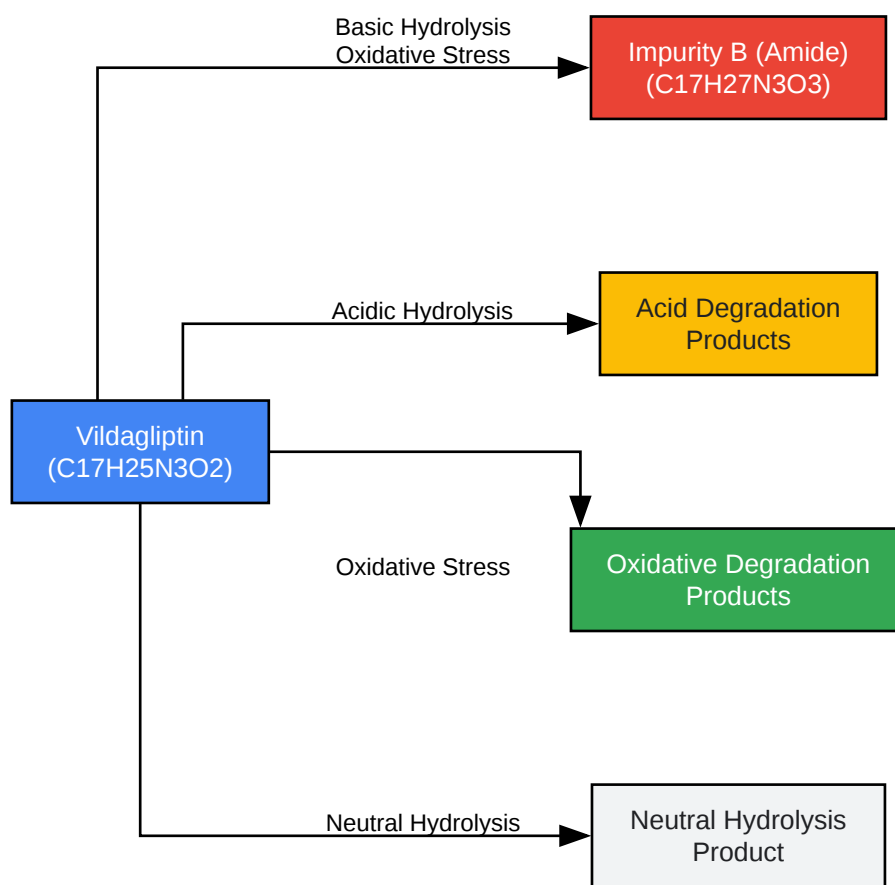 Basic Hydrolysis
Oxidative Stress
Impurity B (Amide)
(C17H27N3O3)
Acidic Hydrolysis
Acid Degradation
Products
Vildagliptin
(C17H25N3O2)
Oxidative Stress
Oxidative Degradation
Products
Neutral Hydrolysis
Neutral Hydrolysis
Product